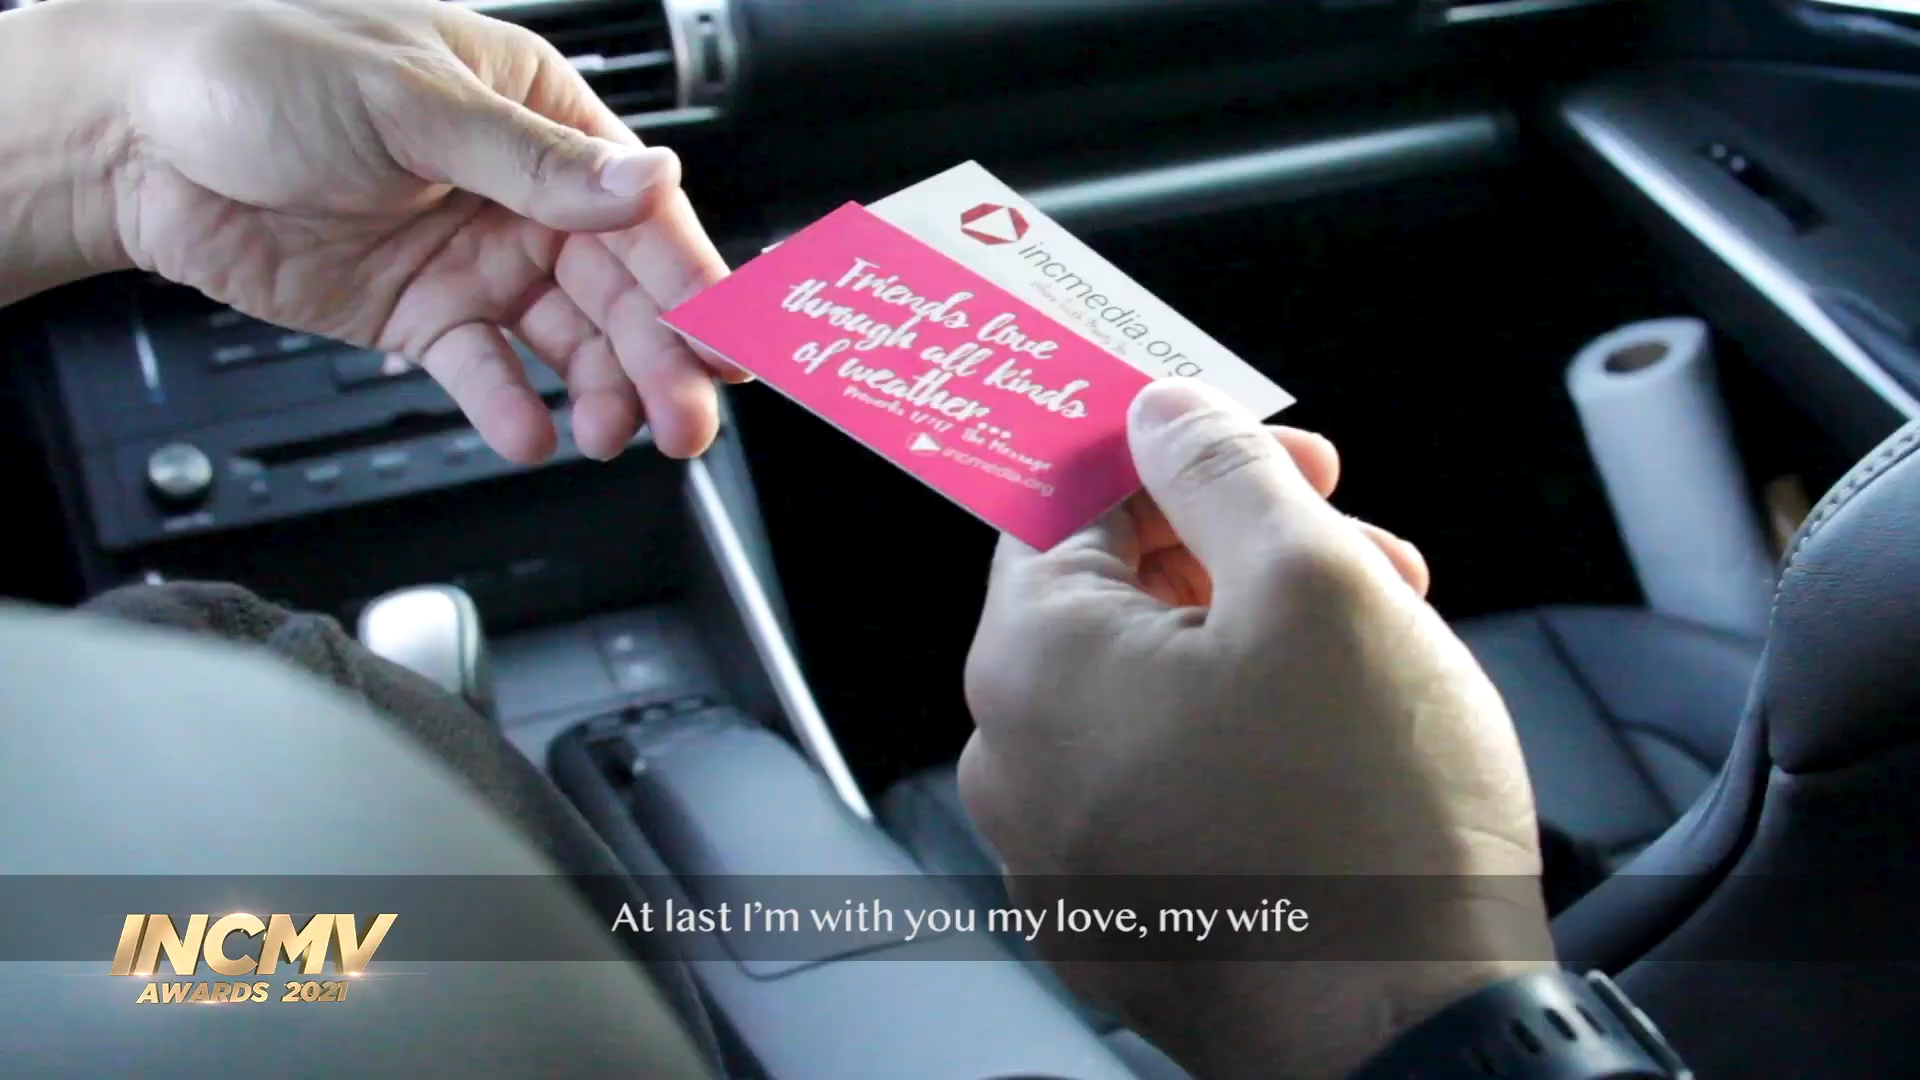 incmedia.org
Friends love
through all kinds
of weather...
Proverbs 17:17 The Message
incmedia.org
At last I'm with you my love, my wife
INCMV
AWARDS 2021